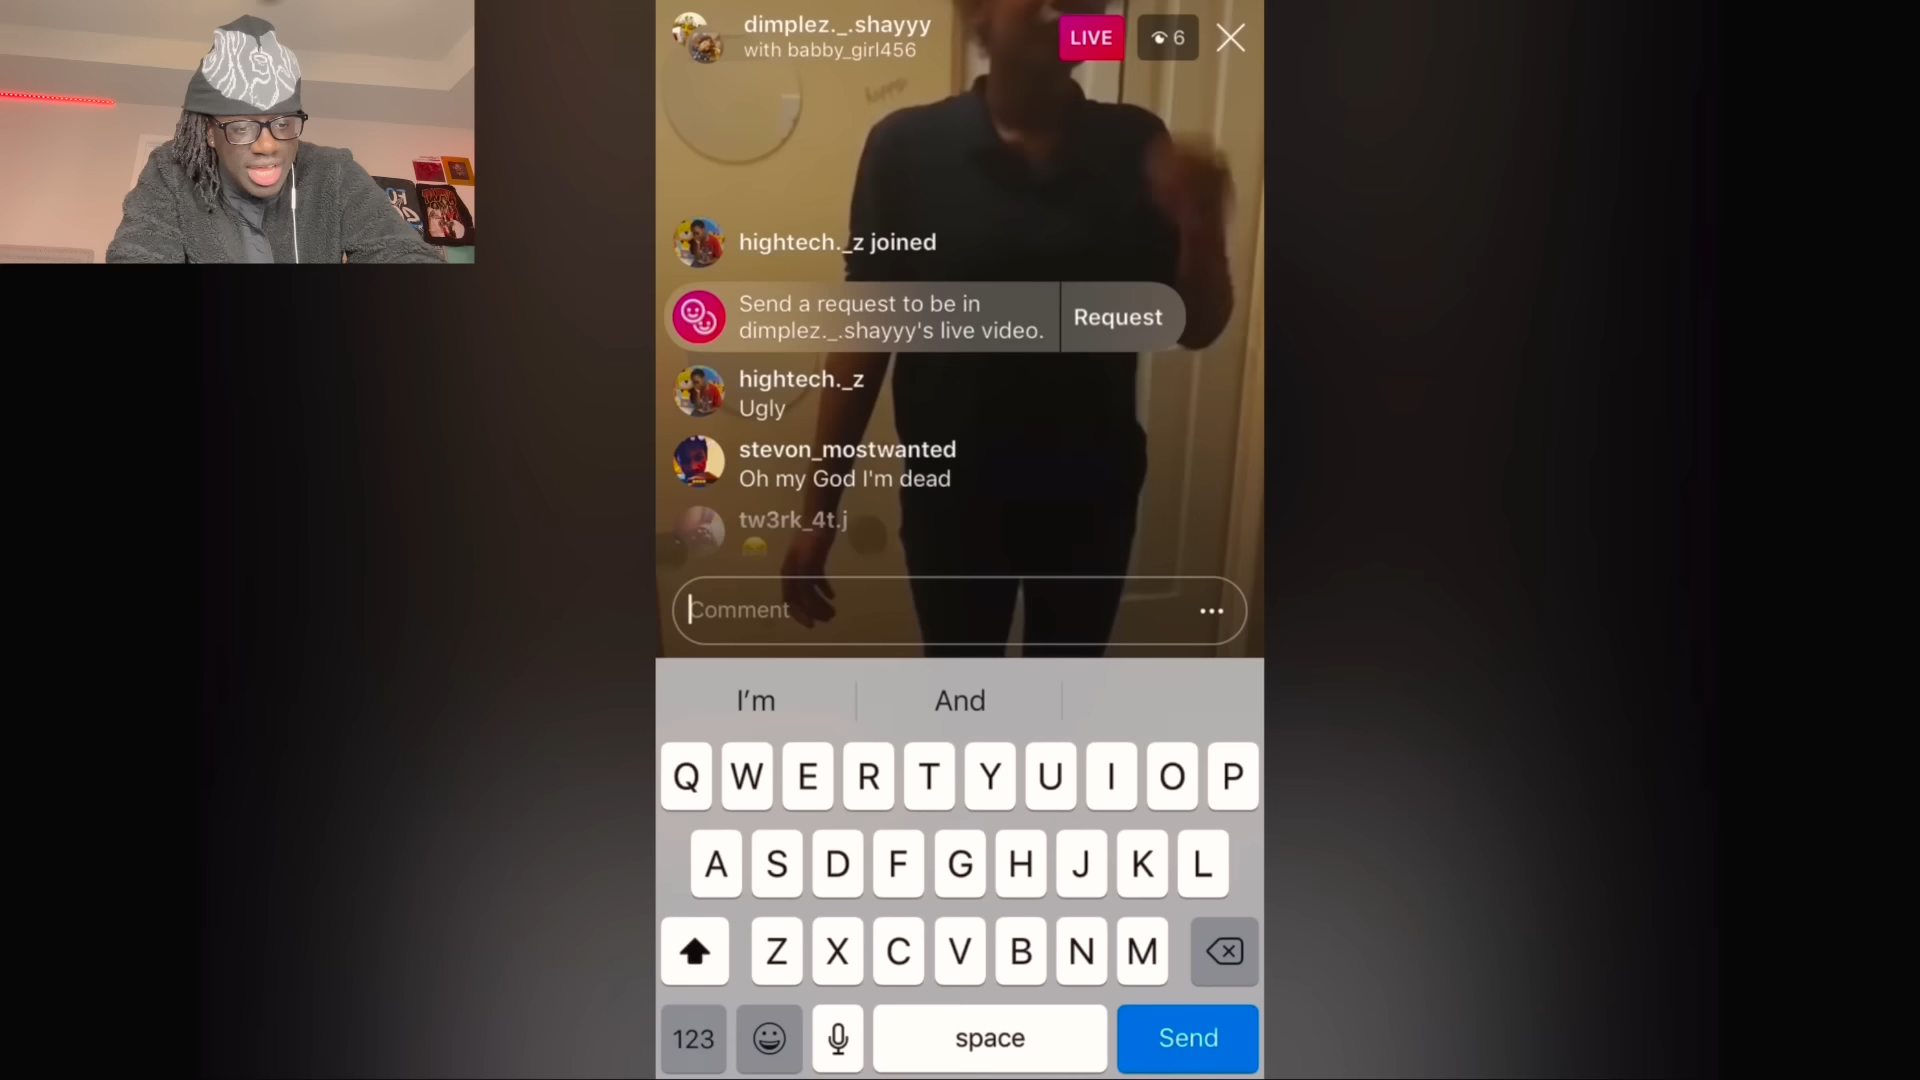 dimplez._.shayyy
with babby_girl456
LIVE
6
hightech._z joined
Send a request to be in
dimplez._.shayyy's live video.
Request
hightech._z
Ugly
stevon_mostwanted
Oh my God I'm dead
tw3rk_4t.j
Comment
I'm
And
Q W E R T Y U I O P
A S D F G H J K L
Z X C V B N M
123
space
Send